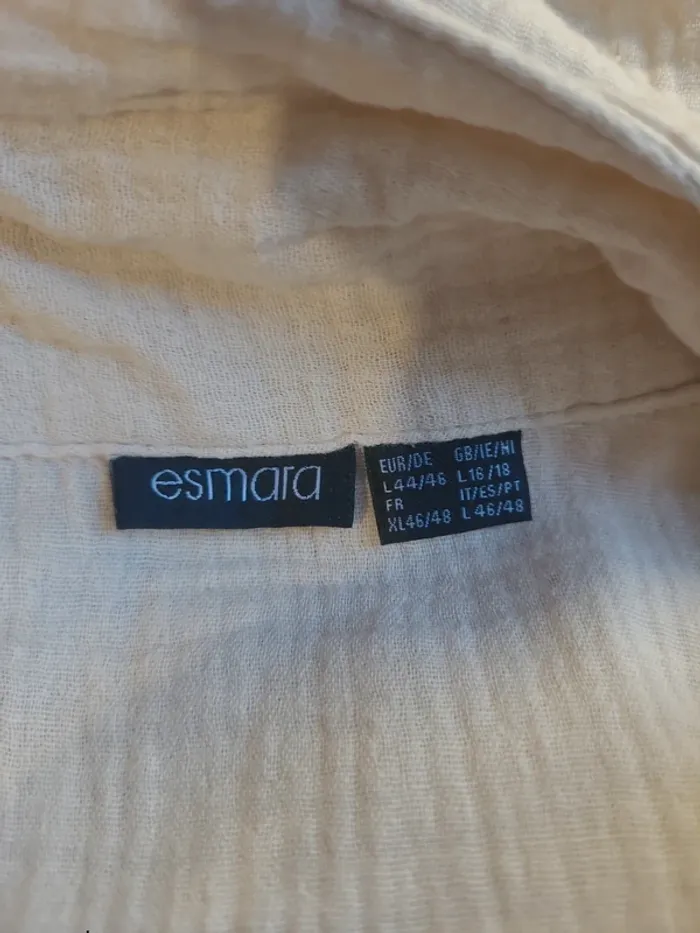 esmara
EUR/DE GB/IE/NI
L44/46 L16/18
FR IT/ES/PT
XL46/48 L46/48